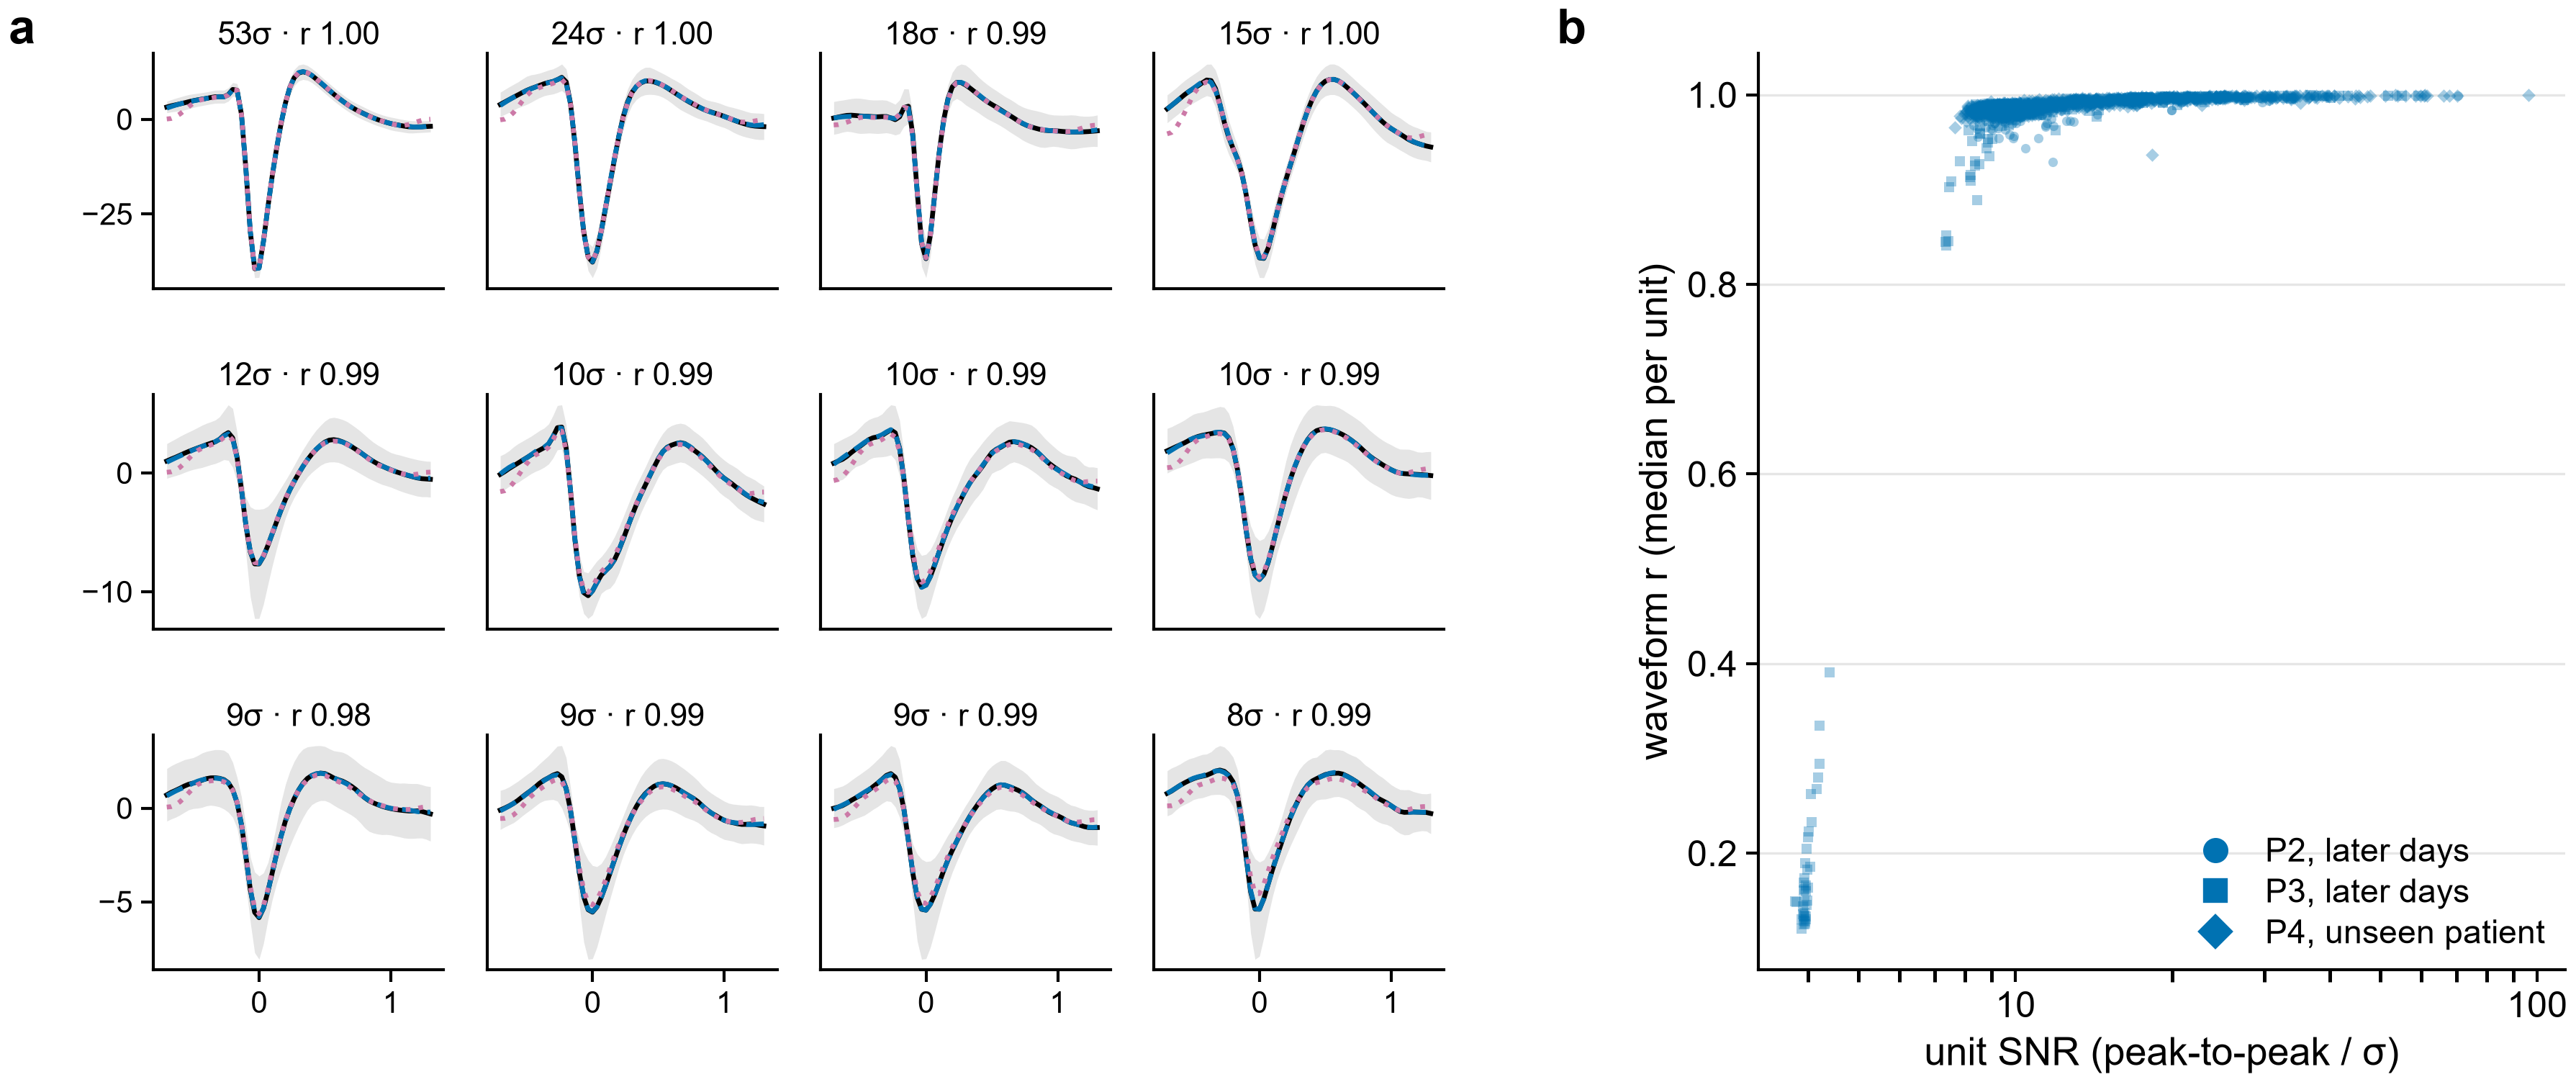 a
53σ · r 1.00
24σ · r 1.00
18σ · r 0.99
15σ · r 1.00
0
−25
12σ · r 0.99
10σ · r 0.99
10σ · r 0.99
10σ · r 0.99
0
−10
9σ · r 0.98
9σ · r 0.99
9σ · r 0.99
8σ · r 0.99
0
−5
0 1
0 1
0 1
0 1
b
waveform r (median per unit)
1.0
0.8
0.6
0.4
0.2
P2, later days
P3, later days
P4, unseen patient
10 100
unit SNR (peak-to-peak / σ)